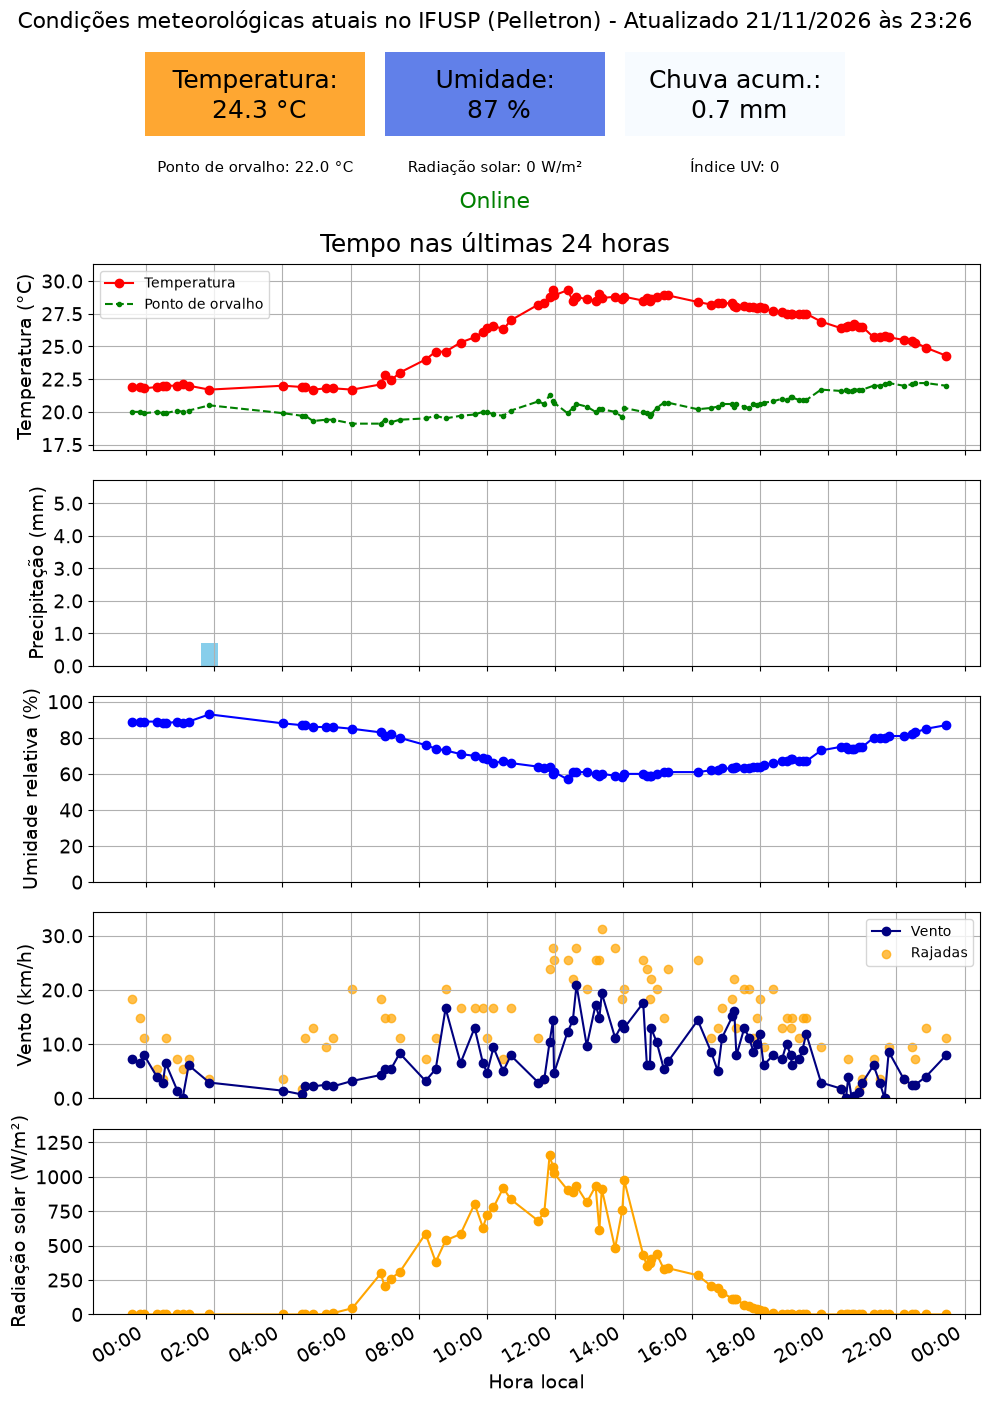 Condições meteorológicas atuais no IFUSP (Pelletron) - Atualizado 21/11/2026 às 23:26
Temperatura:
24.3 °C
Umidade:
87 %
Chuva acum.:
0.7 mm
Ponto de orvalho: 22.0 °C
Radiação solar: 0 W/m²
Índice UV: 0
Online
Tempo nas últimas 24 horas
Temperatura (°C)
30.0
27.5
25.0
22.5
20.0
17.5
Temperatura
Ponto de orvalho
Precipitação (mm)
5.0
4.0
3.0
2.0
1.0
0.0
Umidade relativa (%)
100
80
60
40
20
0
Vento (km/h)
30.0
20.0
10.0
0.0
Vento
Rajadas
Radiação solar (W/m²)
1250
1000
750
500
250
0
00:00
02:00
04:00
06:00
08:00
10:00
12:00
14:00
16:00
18:00
20:00
22:00
00:00
Hora local